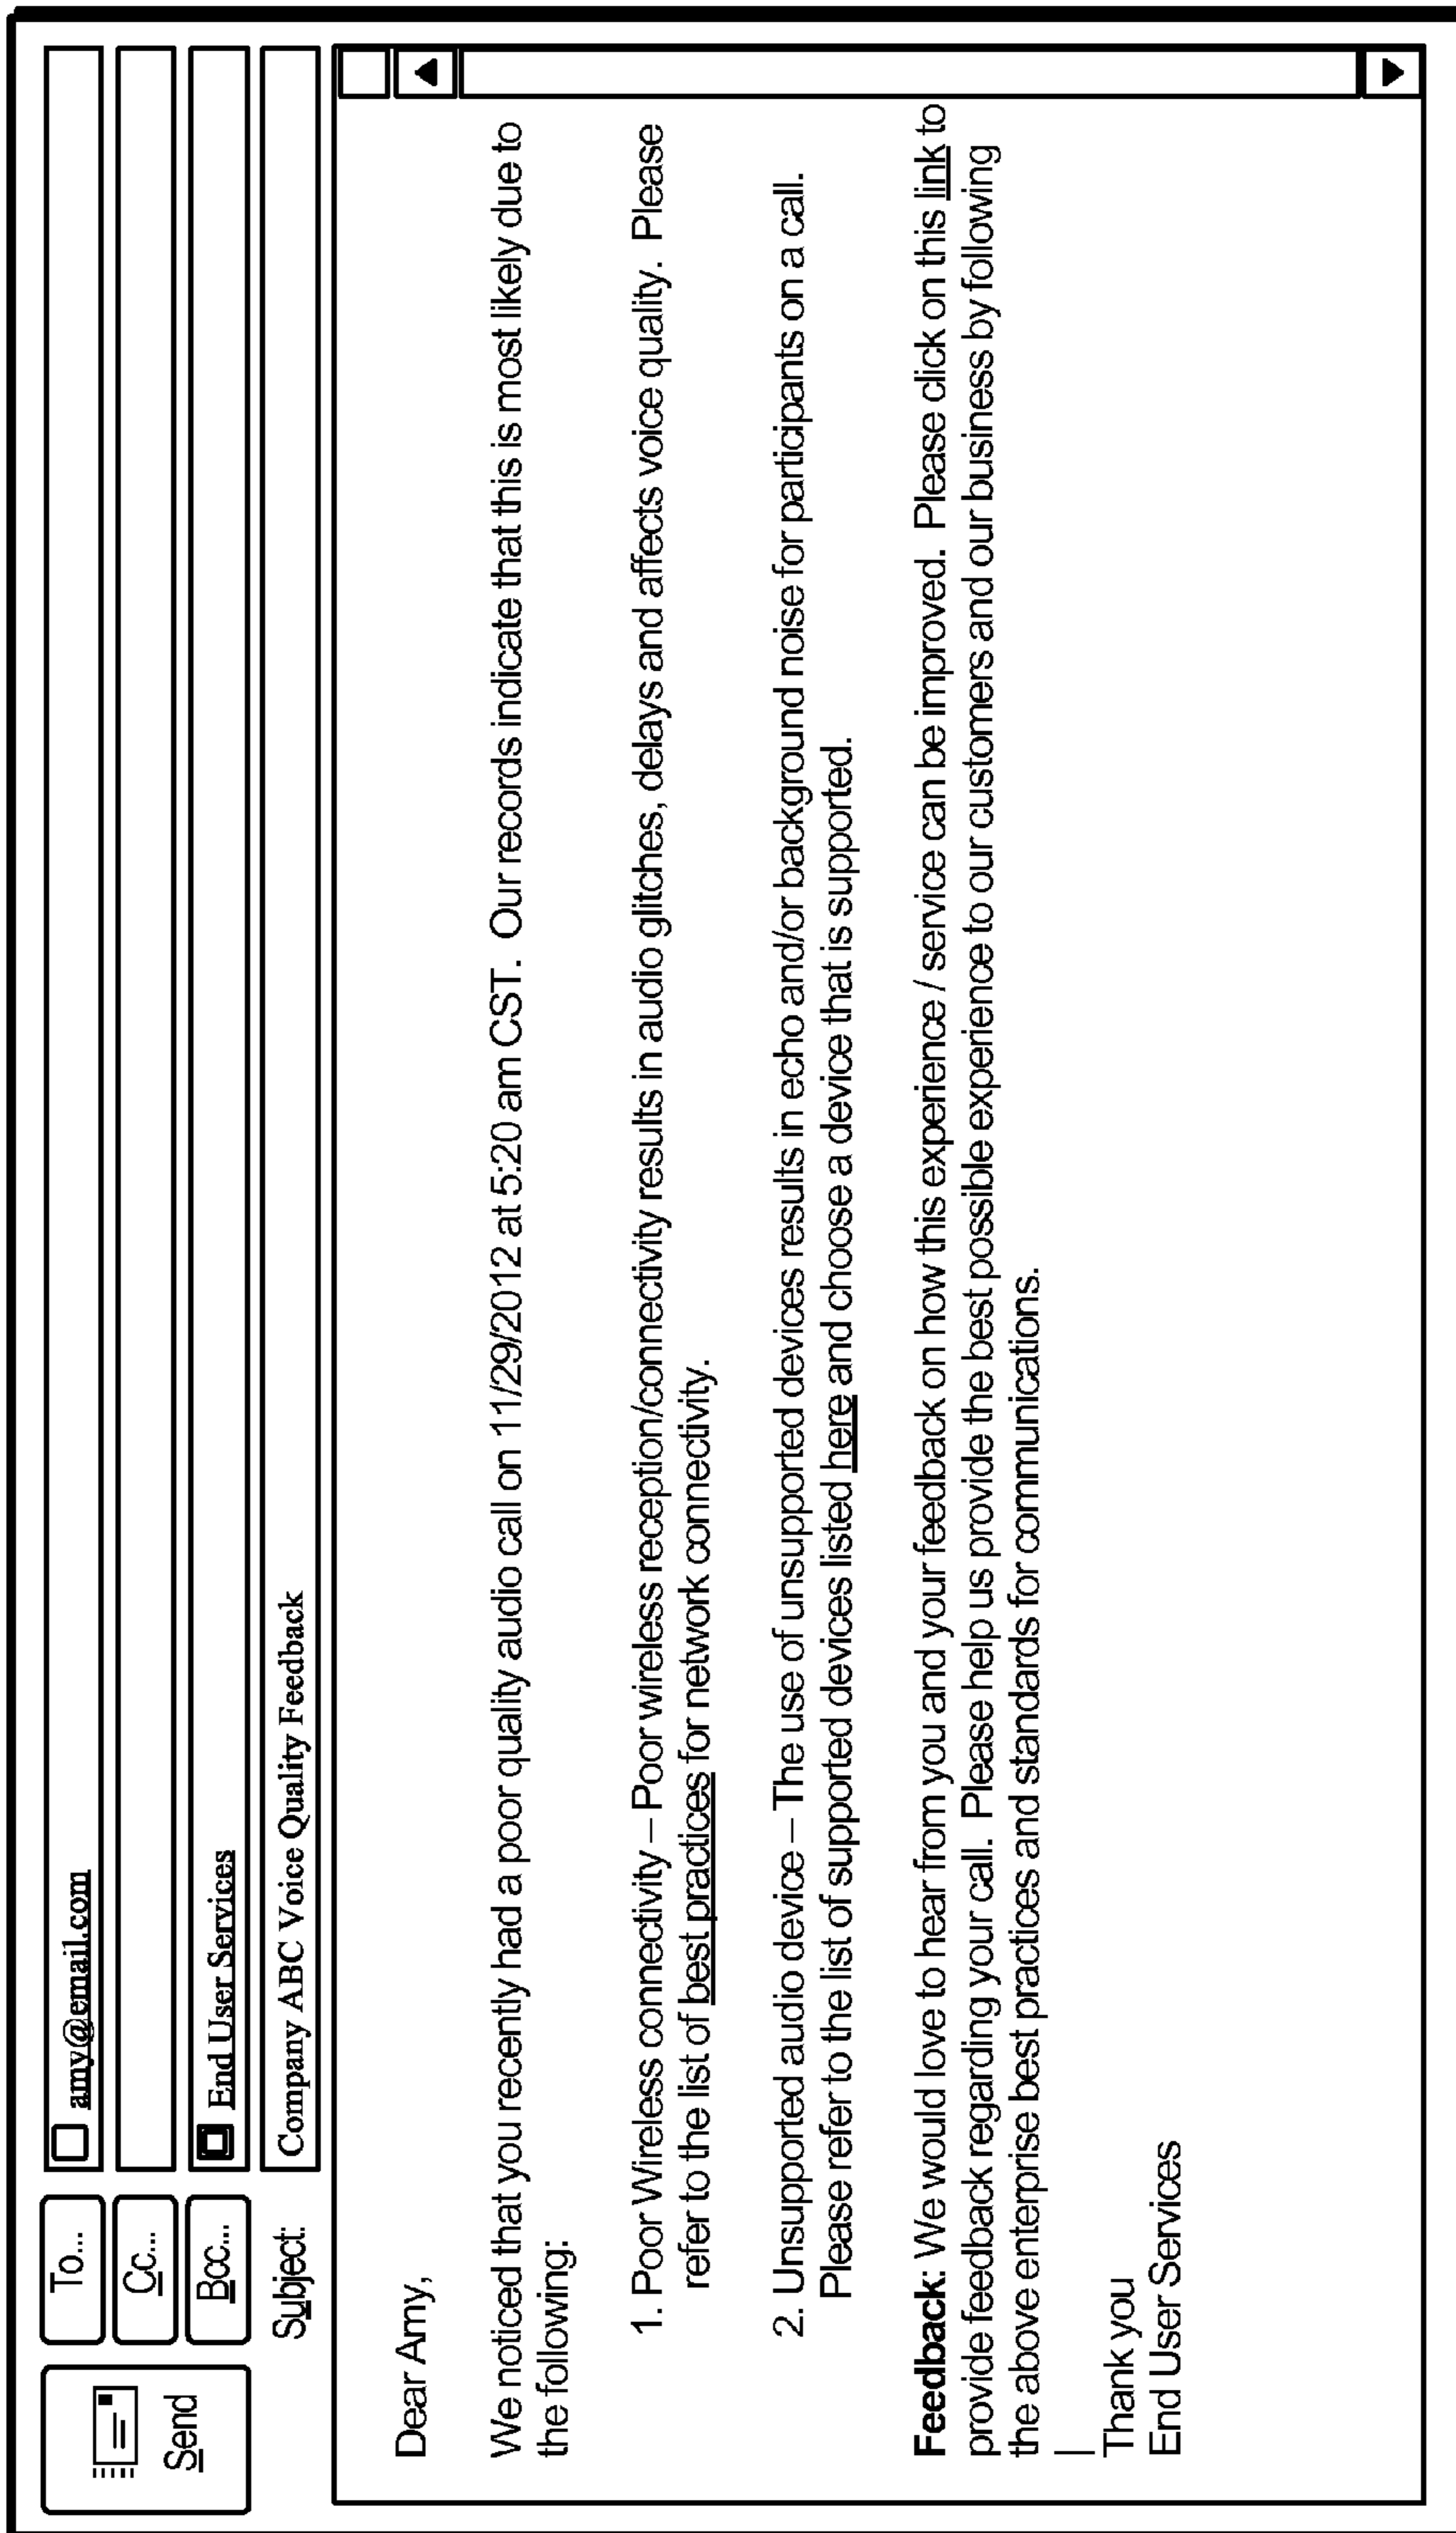 Send
To...
amy@email.com
Cc...
Bcc...
End User Services
Subject:
Company ABC Voice Quality Feedback
Dear Amy,
We noticed that you recently had a poor quality audio call on 11/29/2012 at 5:20 am CST. Our records indicate that this is most likely due to
the following:
1. Poor Wireless connectivity – Poor wireless reception/connectivity results in audio glitches, delays and affects voice quality. Please
refer to the list of best practices for network connectivity.
2. Unsupported audio device – The use of unsupported devices results in echo and/or background noise for participants on a call.
Please refer to the list of supported devices listed here and choose a device that is supported.
Feedback: We would love to hear from you and your feedback on how this experience / service can be improved. Please click on this link to
provide feedback regarding your call. Please help us provide the best possible experience to our customers and our business by following
the above enterprise best practices and standards for communications.
Thank you
End User Services